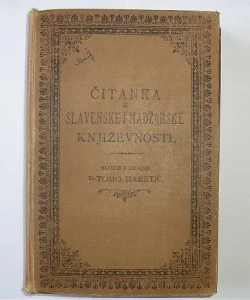 ČITANKA
IZ
SLAVENSKE I MADŽARSKE
KNJIŽEVNOSTI.
Dr TOMO MARETIĆ.